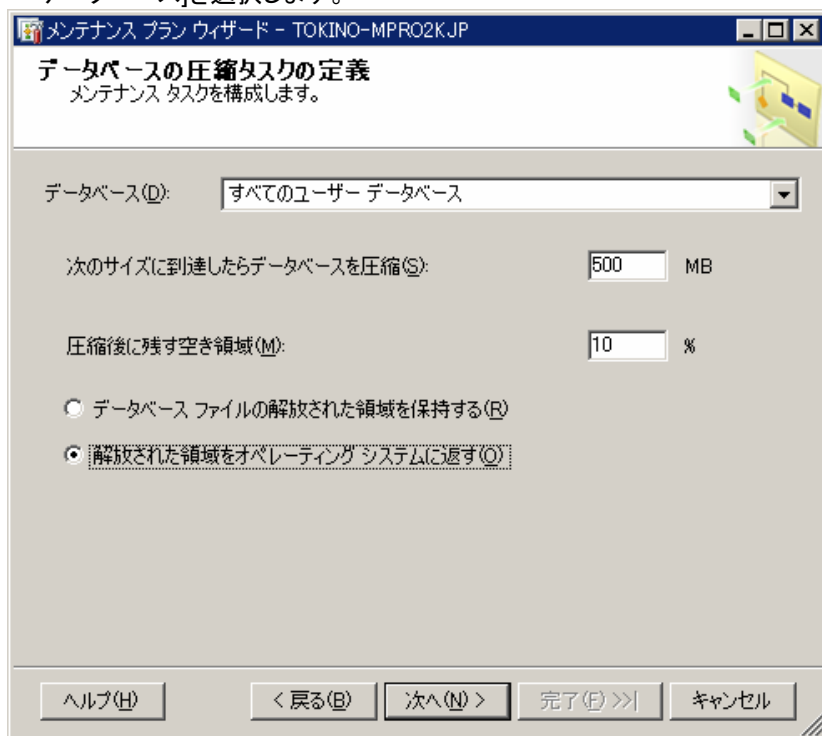 データベース]を選択します。
メンテナンス プラン ウィザード - TOKINO-MPRO2KJP
データベースの圧縮タスクの定義
メンテナンス タスクを構成します。
データベース(D): すべてのユーザー データベース
次のサイズに到達したらデータベースを圧縮(S): 500 MB
圧縮後に残す空き領域(M): 10 %
データベース ファイルの解放された領域を保持する(R)
解放された領域をオペレーティング システムに返す(O)
ヘルプ(H) < 戻る(B) 次へ(N) > 完了(F) >>| キャンセル